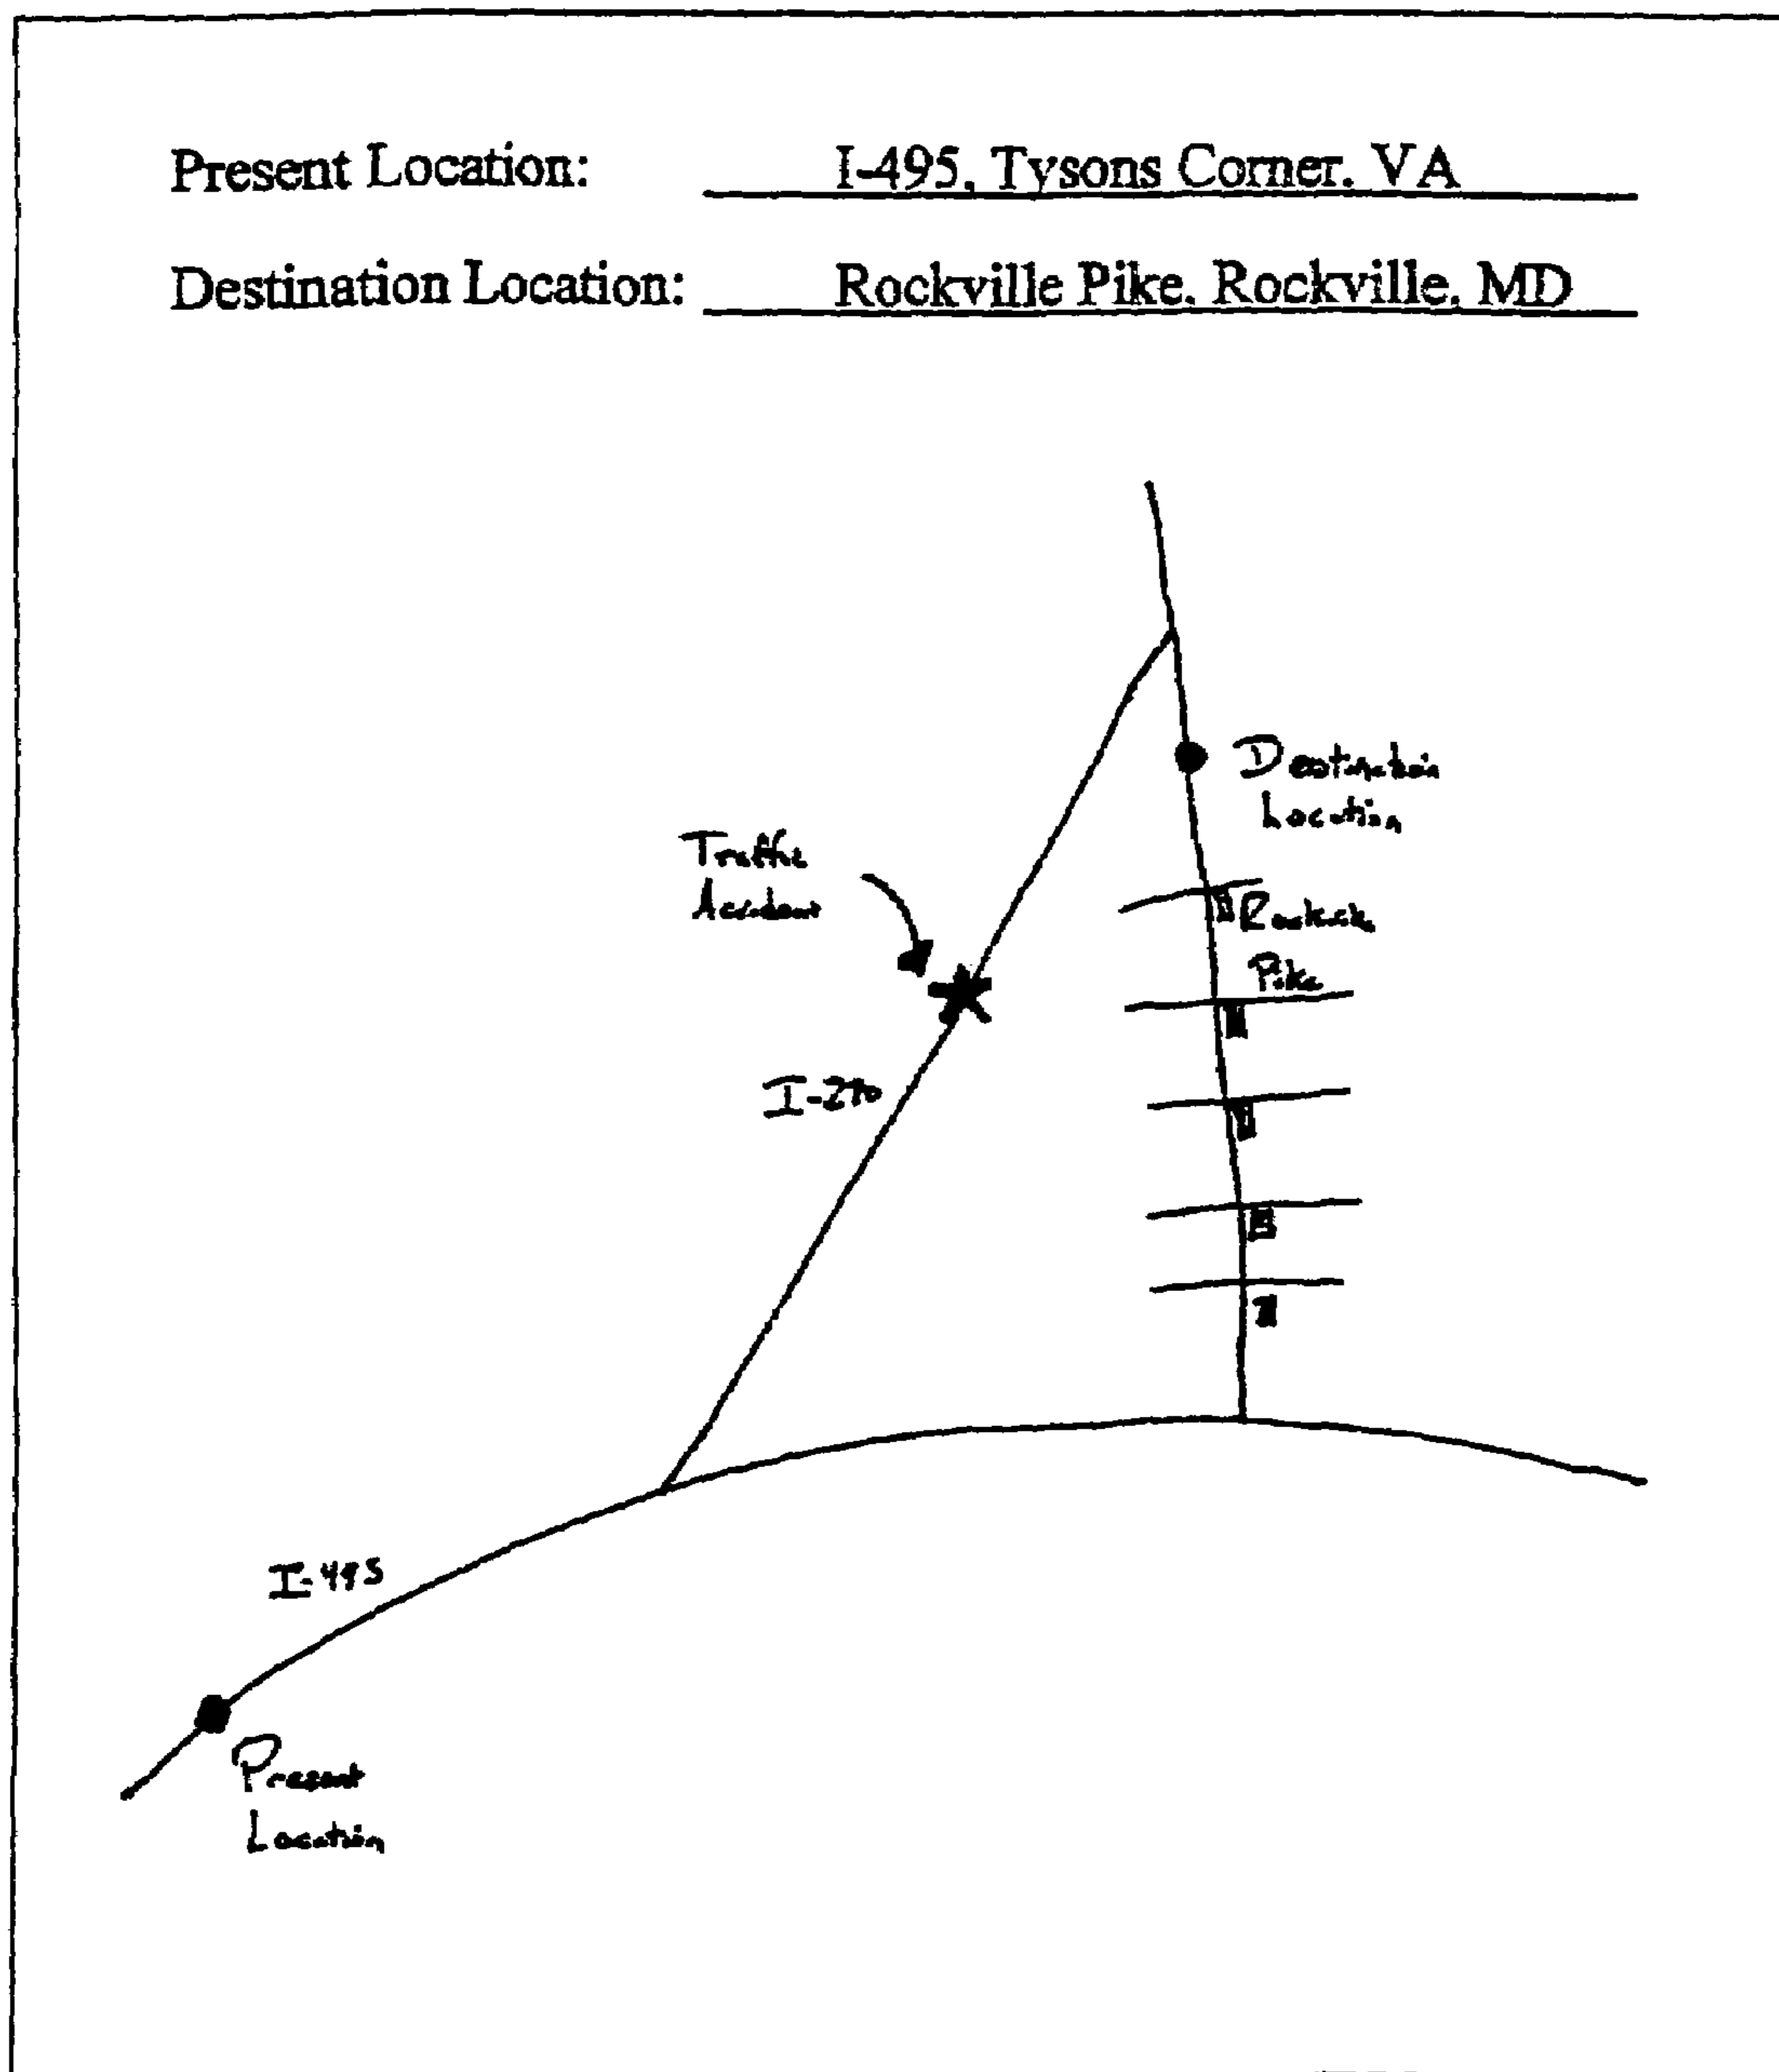 Present Location: I-495, Tysons Corner, VA
Destination Location: Rockville Pike, Rockville, MD
Destination
Location
Traffic
Accident
Pike
I-270
I-495
Present
Location